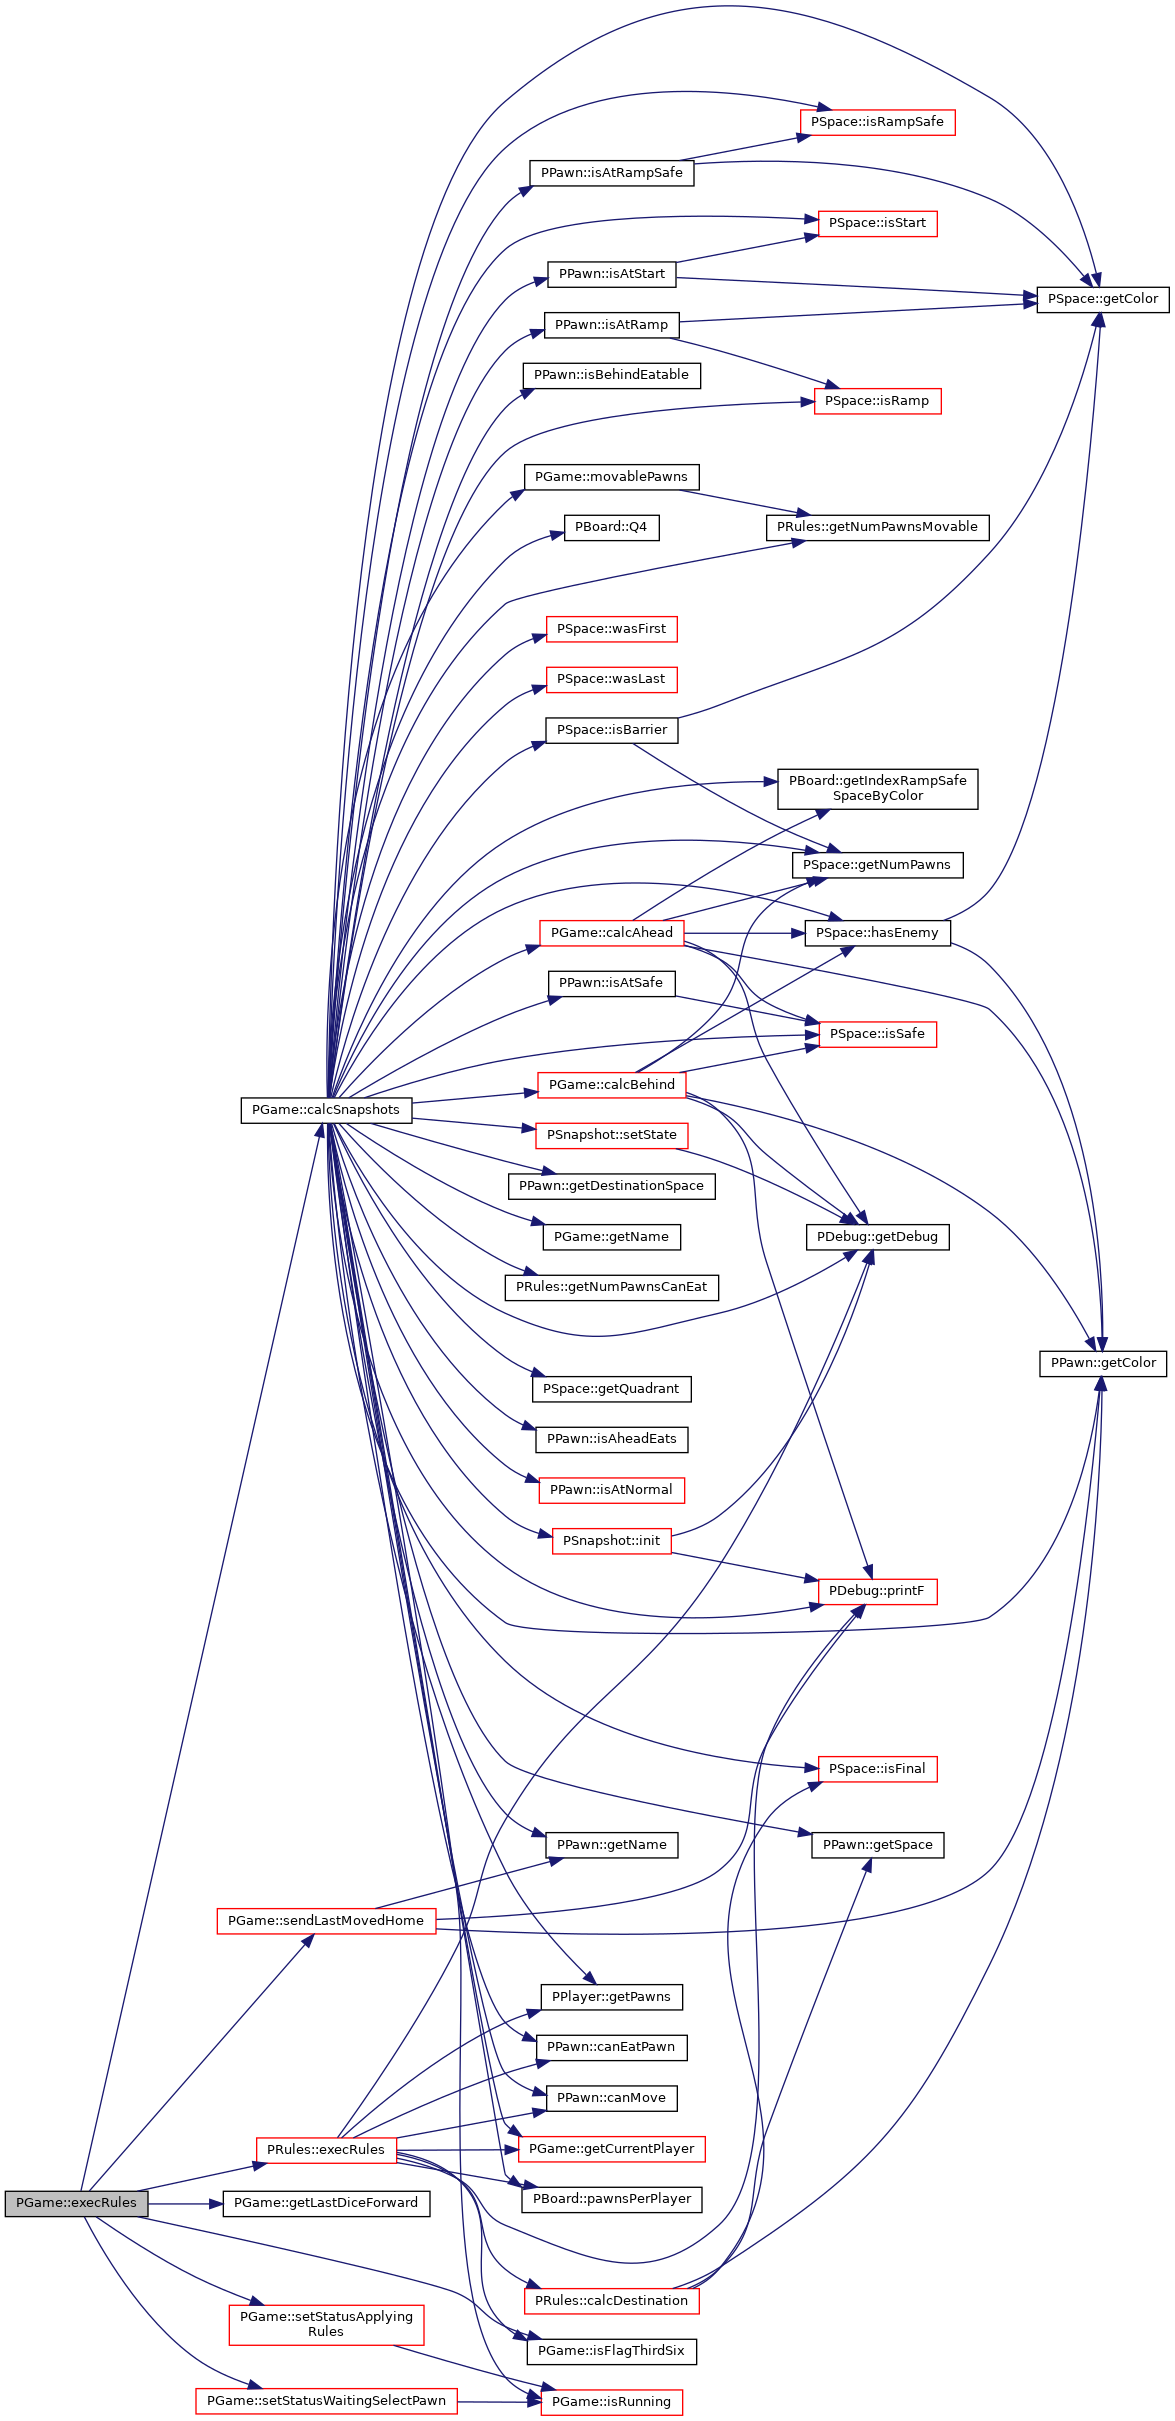 PSpace::isRampSafe
PPawn::isAtRampSafe
PSpace::isStart
PPawn::isAtStart
PSpace::getColor
PPawn::isAtRamp
PPawn::isBehindEatable
PSpace::isRamp
PGame::movablePawns
PBoard::Q4
PRules::getNumPawnsMovable
PSpace::wasFirst
PSpace::wasLast
PSpace::isBarrier
PBoard::getIndexRampSafe
SpaceByColor
PSpace::getNumPawns
PGame::calcAhead
PSpace::hasEnemy
PPawn::isAtSafe
PSpace::isSafe
PGame::calcBehind
PGame::calcSnapshots
PSnapshot::setState
PPawn::getDestinationSpace
PGame::getName
PDebug::getDebug
PRules::getNumPawnsCanEat
PPawn::getColor
PSpace::getQuadrant
PPawn::isAheadEats
PPawn::isAtNormal
PSnapshot::init
PDebug::printF
PSpace::isFinal
PPawn::getName
PPawn::getSpace
PGame::sendLastMovedHome
PPlayer::getPawns
PPawn::canEatPawn
PPawn::canMove
PRules::execRules
PGame::getCurrentPlayer
PGame::execRules
PGame::getLastDiceForward
PBoard::pawnsPerPlayer
PRules::calcDestination
PGame::setStatusApplying
Rules
PGame::isFlagThirdSix
PGame::setStatusWaitingSelectPawn
PGame::isRunning